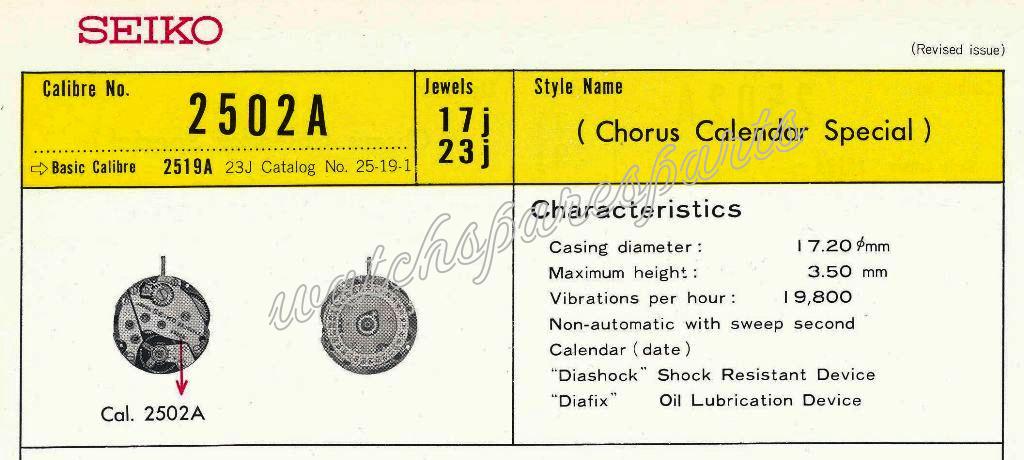 SEIKO
(Revised issue)
Calibre No.
2502A
⇨ Basic Calibre 2519A 23J Catalog No. 25-19-1
Jewels
17j
23j
Style Name
( Chorus Calendar Special )
Characteristics
Casing diameter : 17.20 ϕmm
Maximum height : 3.50 mm
Vibrations per hour : 19,800
Non-automatic with sweep second
Calendar ( date )
"Diashock" Shock Resistant Device
"Diafix" Oil Lubrication Device
Cal. 2502A
watchsparesparts